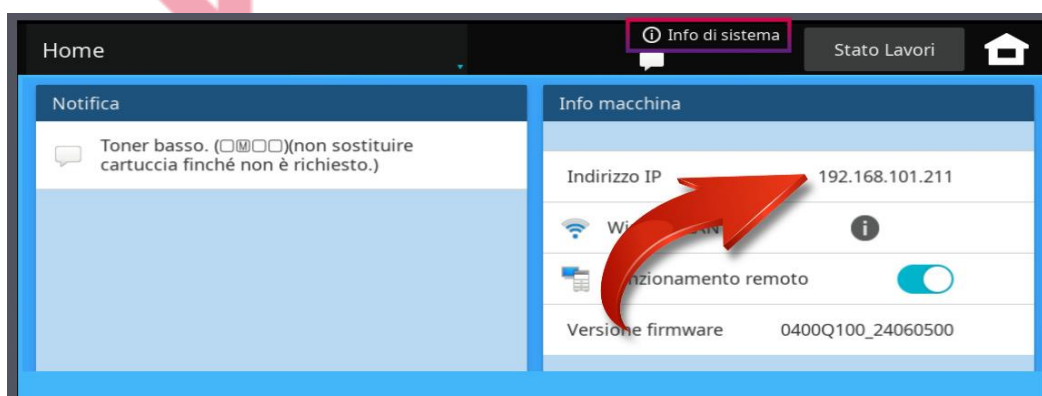 Home
Info di sistema
Stato Lavori
Notifica
Info macchina
Toner basso. (▢🄼▢▢)(non sostituire
cartuccia finché non è richiesto.)
Indirizzo IP 192.168.101.211
remoto
Versione firmware 0400Q100_24060500